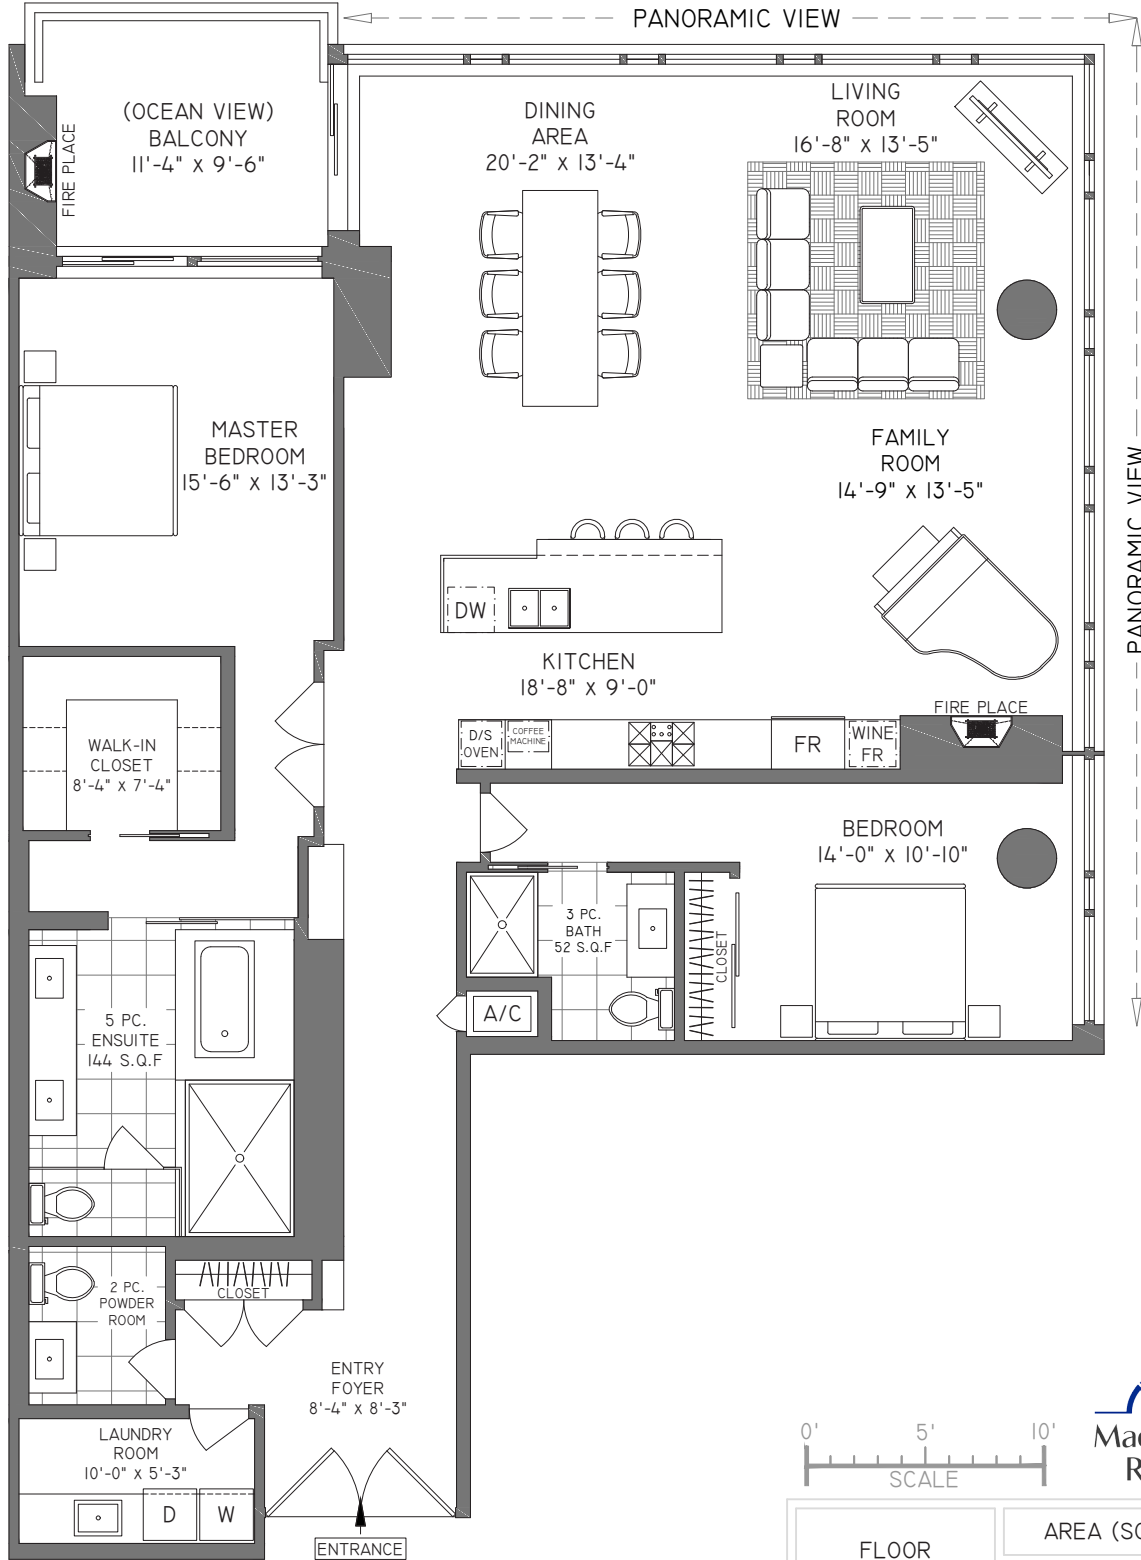 PANORAMIC VIEW
(OCEAN VIEW)
BALCONY
11'-4" X 9'-6"
FIRE PLACE
DINING
AREA
20'-2" X 13'-4"
LIVING
ROOM
16'-8" X 13'-5"
MASTER
BEDROOM
15'-6" X 13'-3"
FAMILY
ROOM
14'-9" X 13'-5"
PANORAMIC VIEW
DW
KITCHEN
18'-8" X 9'-0"
D/S
OVEN
COFFEE
MACHINE
FR
WINE
FR
FIRE PLACE
WALK-IN
CLOSET
8'-4" X 7'-4"
BEDROOM
14'-0" X 10'-10"
3 PC.
BATH
52 S.Q.F
CLOSET
A/C
5 PC.
ENSUITE
144 S.Q.F
2 PC.
POWDER
ROOM
CLOSET
ENTRY
FOYER
8'-4" X 8'-3"
LAUNDRY
ROOM
10'-0" X 5'-3"
D
W
ENTRANCE
0' 5' 10'
SCALE
FLOOR
AREA